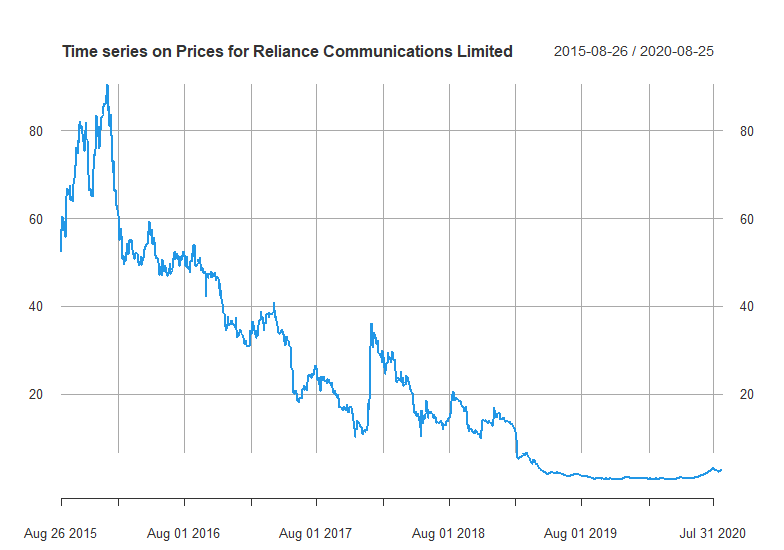 Time series on Prices for Reliance Communications Limited 2015-08-26 / 2020-08-25
80 80
60 60
40 40
20 20
Aug 26 2015 Aug 01 2016 Aug 01 2017 Aug 01 2018 Aug 01 2019 Jul 31 2020